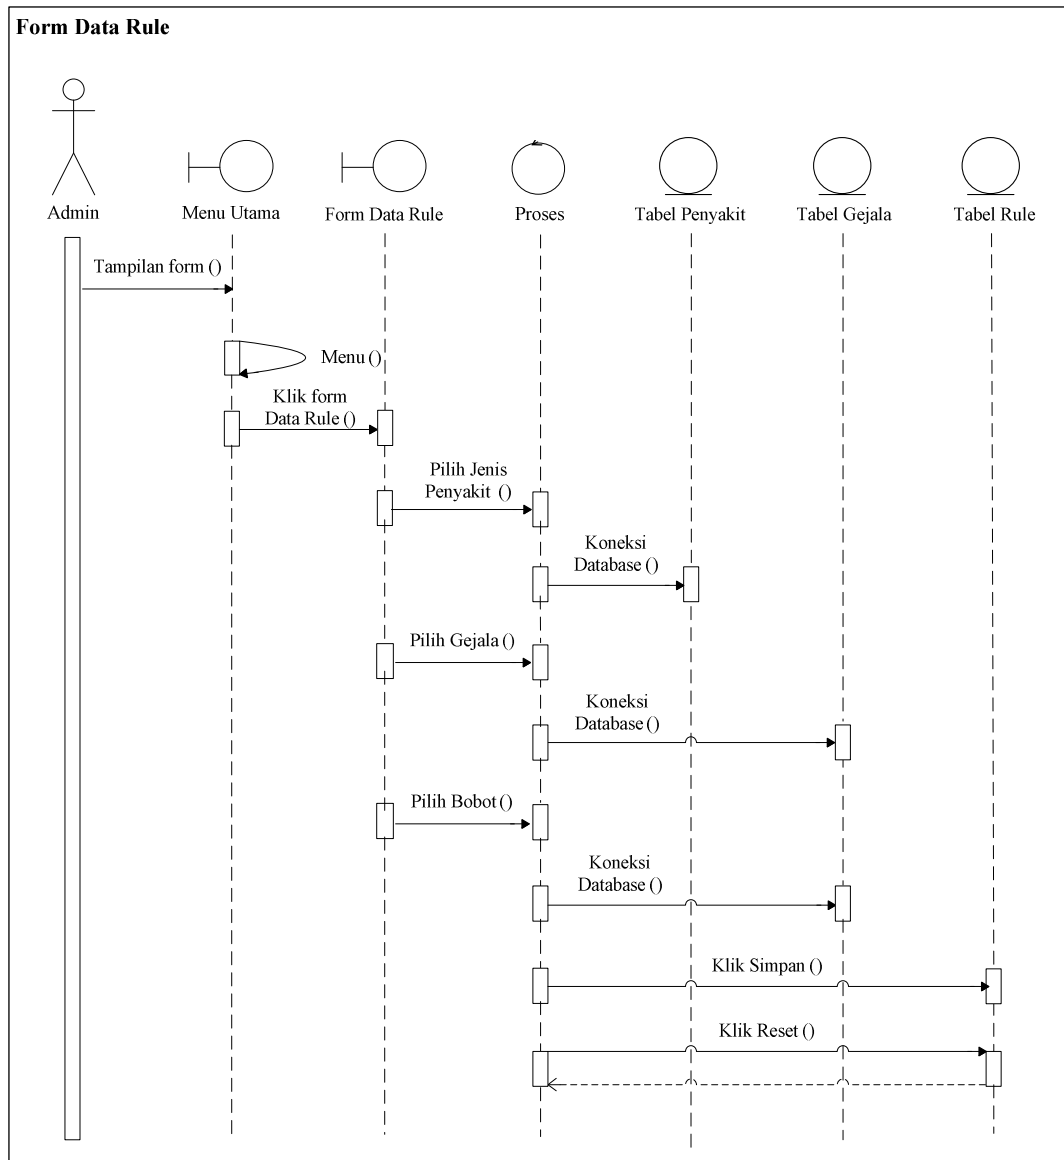 Form Data Rule
Admin
Menu Utama
Form Data Rule
Proses
Tabel Penyakit
Tabel Gejala
Tabel Rule
Tampilan form ()
Menu ()
Klik form
Data Rule ()
Pilih Jenis
Penyakit ()
Koneksi
Database ()
Pilih Gejala ()
Koneksi
Database ()
Pilih Bobot ()
Koneksi
Database ()
Klik Simpan ()
Klik Reset ()